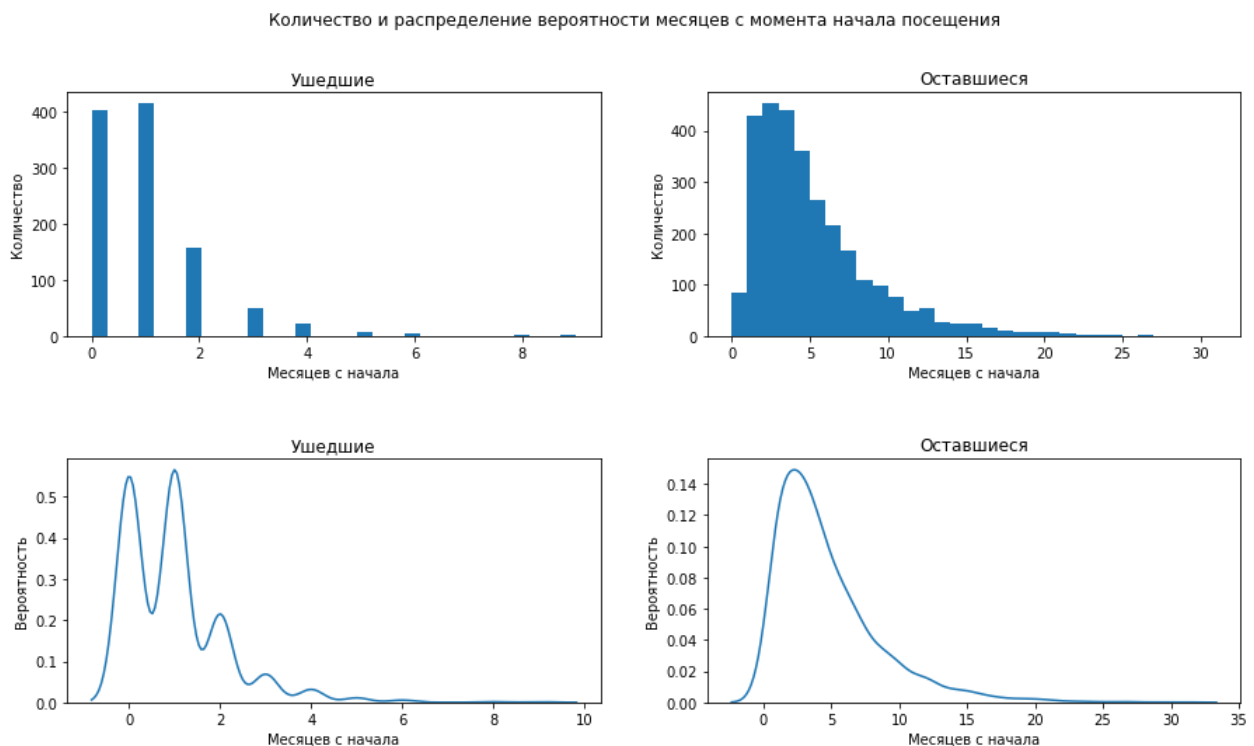 Количество и распределение вероятности месяцев с момента начала посещения
Ушедшие
400
300
200
100
0
Количество
0 2 4 6 8
Месяцев с начала
Оставшиеся
400
300
200
100
0
Количество
0 5 10 15 20 25 30
Месяцев с начала
Ушедшие
0.5
0.4
0.3
0.2
0.1
0.0
Вероятность
0 2 4 6 8 10
Месяцев с начала
Оставшиеся
0.14
0.12
0.10
0.08
0.06
0.04
0.02
0.00
Вероятность
0 5 10 15 20 25 30 35
Месяцев с начала